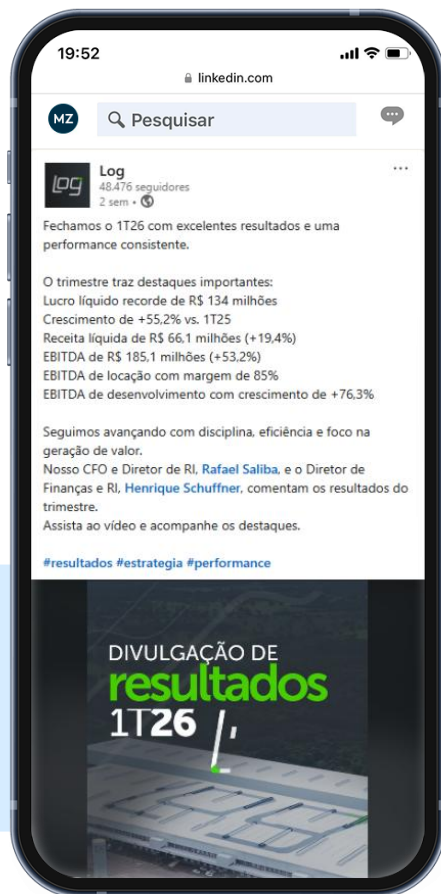 19:52
linkedin.com
MZ
Pesquisar
Log
Log
48.476 seguidores
2 sem •
Fechamos o 1T26 com excelentes resultados e uma
performance consistente.
O trimestre traz destaques importantes:
Lucro líquido recorde de R$ 134 milhões
Crescimento de +55,2% vs. 1T25
Receita líquida de R$ 66,1 milhões (+19,4%)
EBITDA de R$ 185,1 milhões (+53,2%)
EBITDA de locação com margem de 85%
EBITDA de desenvolvimento com crescimento de +76,3%
Seguimos avançando com disciplina, eficiência e foco na
geração de valor.
Nosso CFO e Diretor de RI, Rafael Saliba, e o Diretor de
Finanças e RI, Henrique Schuffner, comentam os resultados do
trimestre.
Assista ao vídeo e acompanhe os destaques.
#resultados #estrategia #performance
DIVULGAÇÃO DE
resultados
1T26